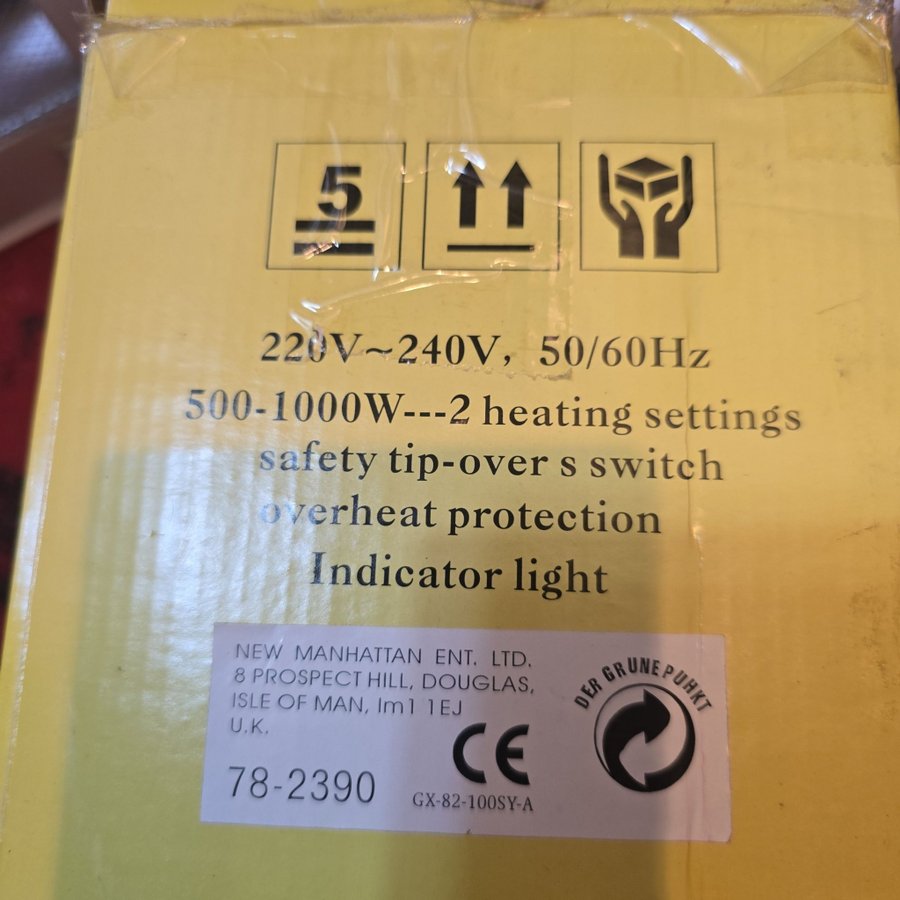 5
220V~240V, 50/60Hz
500-1000W---2 heating settings
safety tip-over s switch
overheat protection
Indicator light
NEW MANHATTAN ENT. LTD.
8 PROSPECT HILL, DOUGLAS,
ISLE OF MAN, Im1 1EJ
U.K.
78-2390
CE
GX-82-100SY-A
DER GRUNE PUHKT